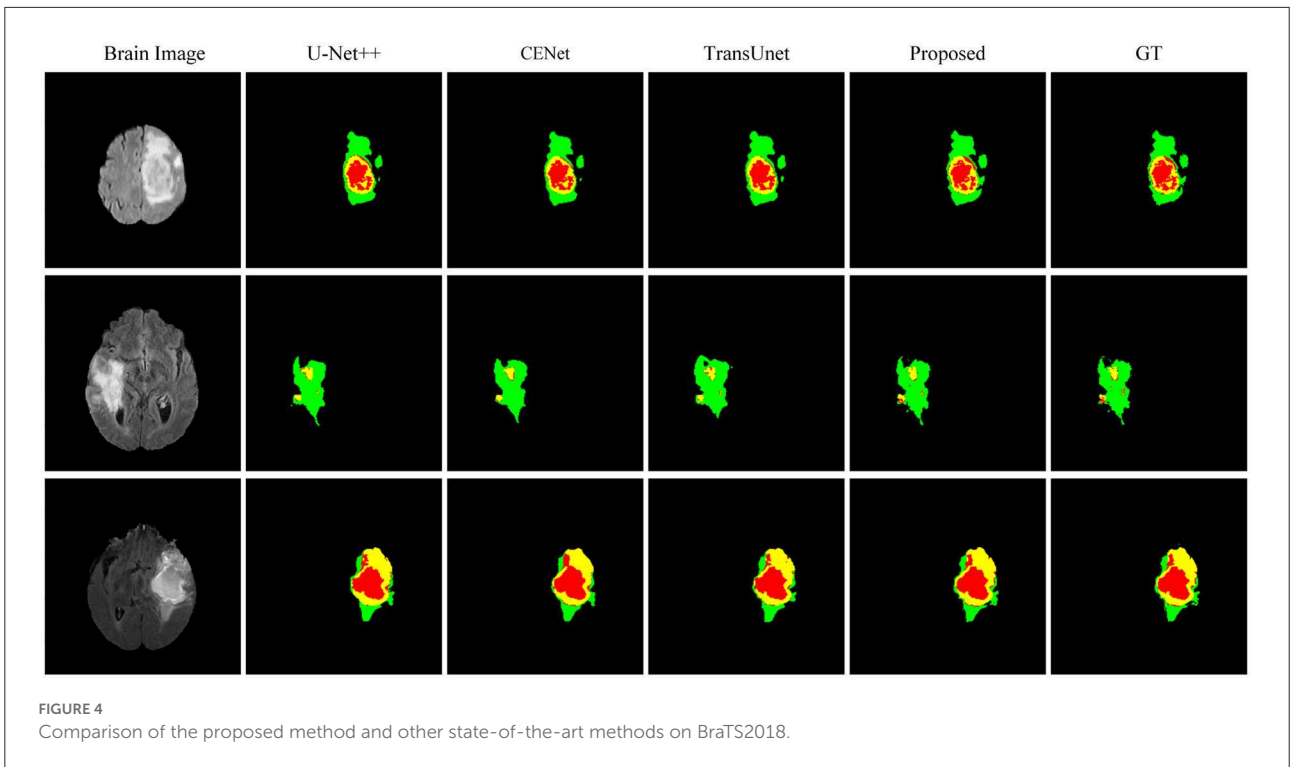 Brain Image U-Net++ CENet TransUnet Proposed GT
FIGURE 4
Comparison of the proposed method and other state-of-the-art methods on BraTS2018.